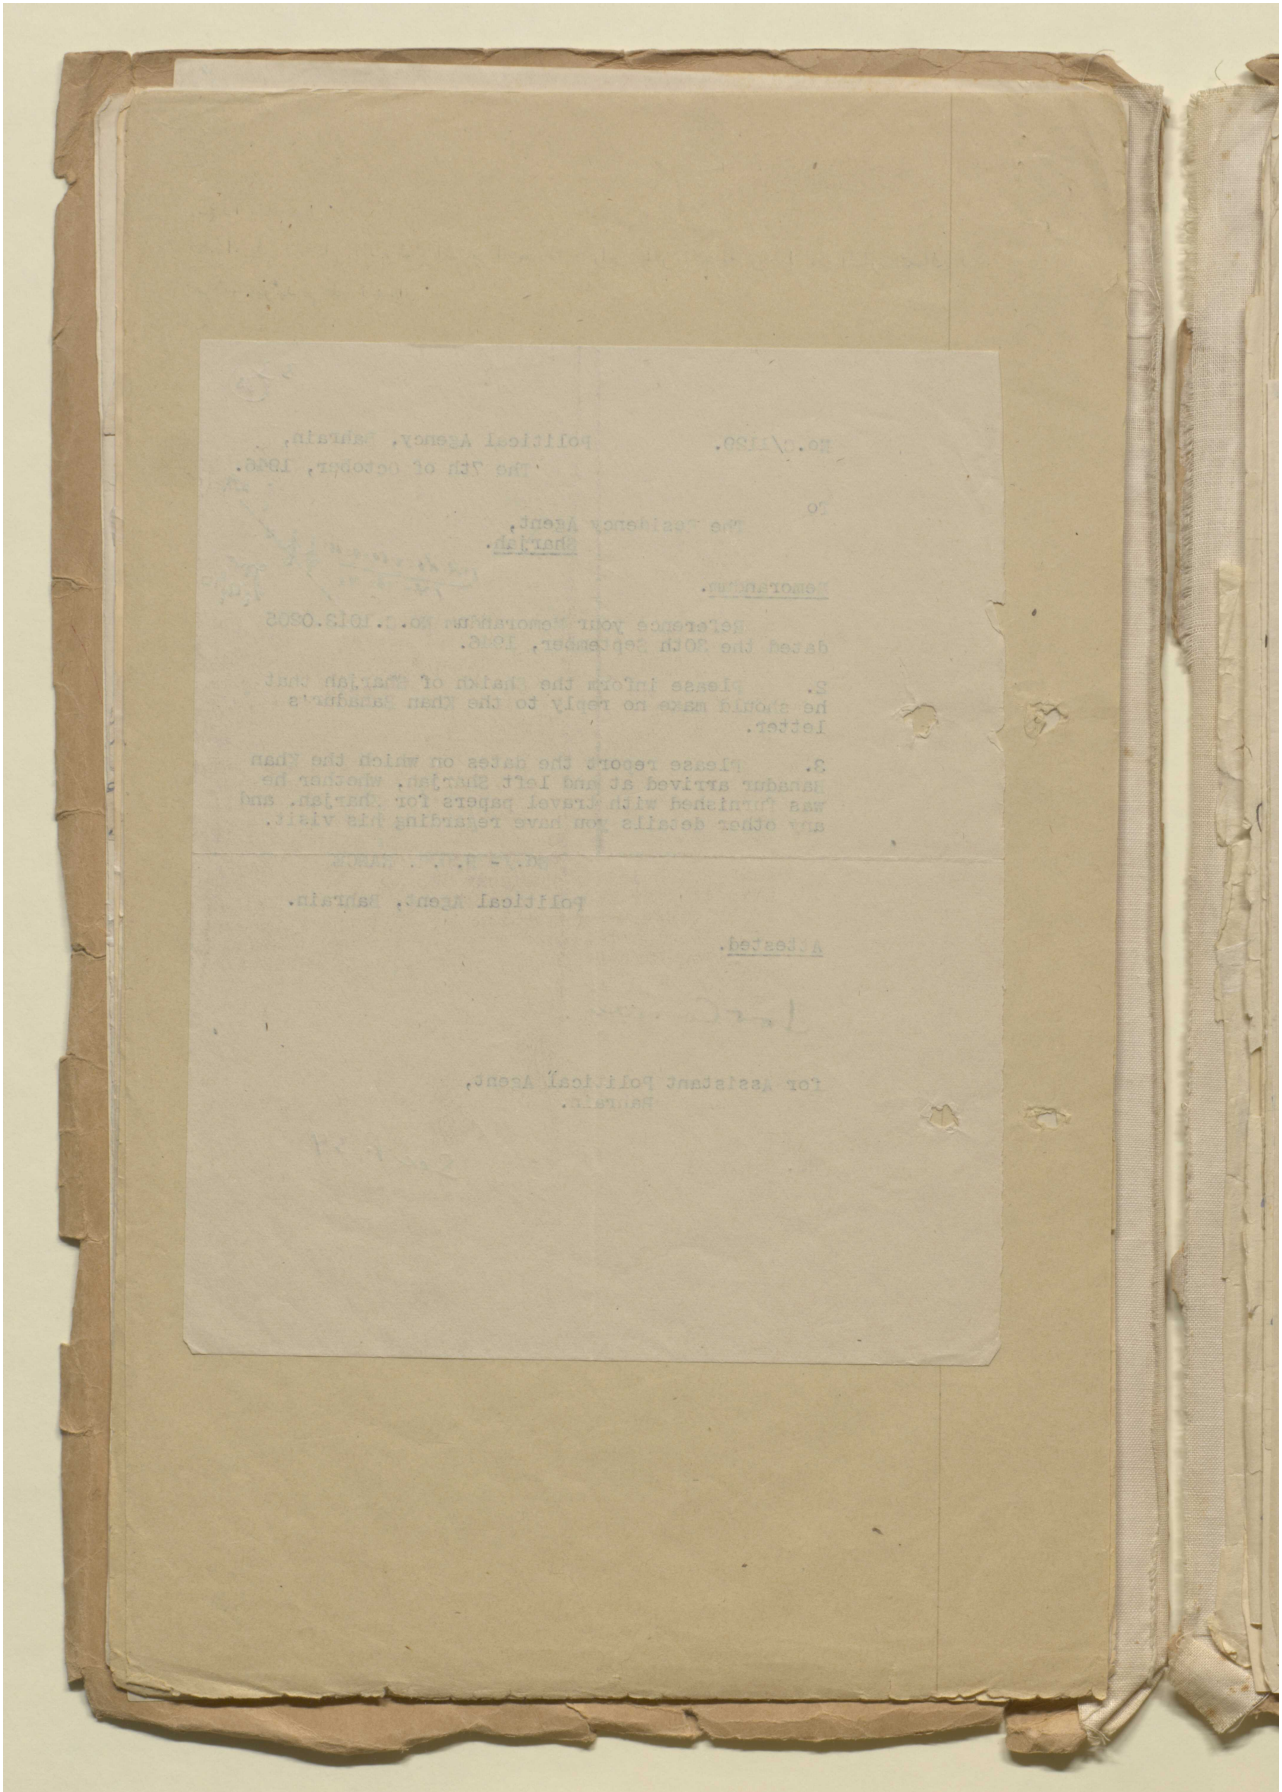 No.C/1120. Political Agency, Bahrain.
The 7th of October, 1946.
To
The Residency Agent,
Sharjah.
Memorandum.
Reference your Memorandum No.C.1013.0205
dated the 30th September, 1946.
2. Please inform the Shaikh of Sharjah that
he should make no reply to the Khan Bahadur's
letter.
3. Please report the dates on which the Khan
Bahadur arrived at and left Sharjah, whether he
was furnished with travel papers for Sharjah, and
any other details you have regarding his visit.
Political Agent, Bahrain.
Attested.
for Assistant Political Agent,
Bahrain.